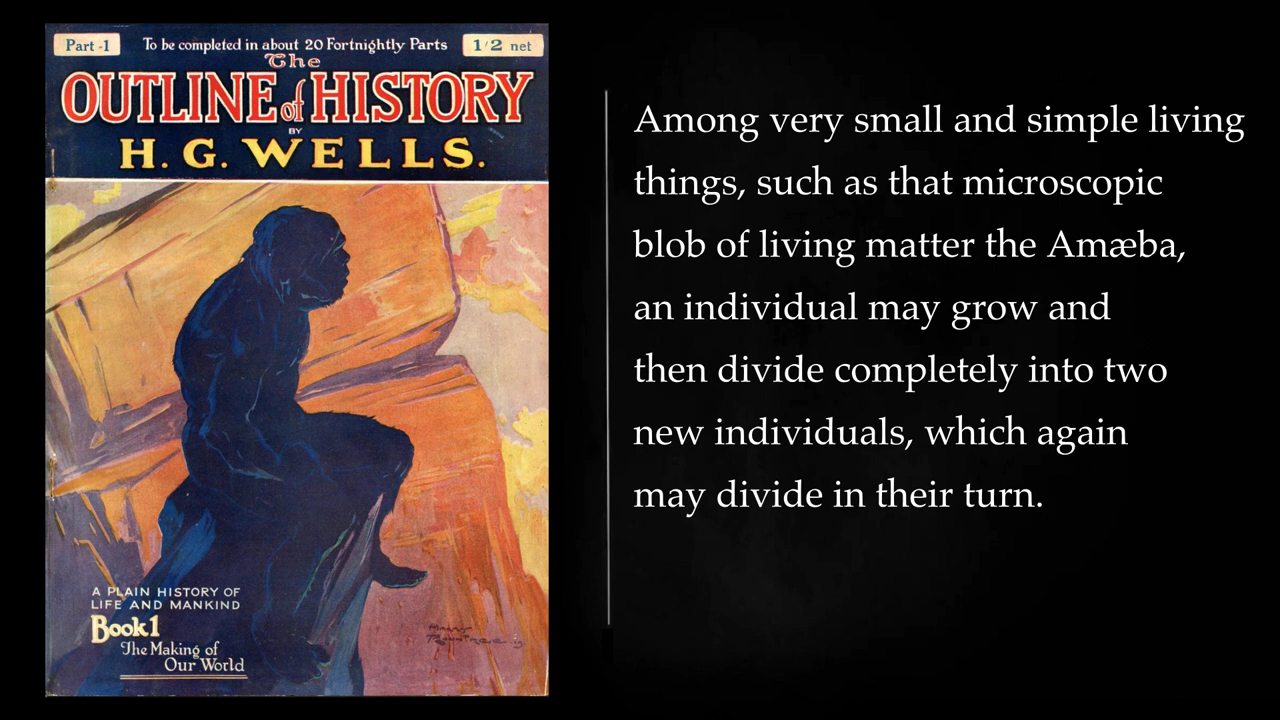 Part -1
To be completed in about 20 Fortnightly Parts
1/2 net
The
OUTLINE of HISTORY
BY
H. G. WELLS.
A PLAIN HISTORY OF
LIFE AND MANKIND
Book 1
The Making of
Our World
Among very small and simple living
things, such as that microscopic
blob of living matter the Amæba,
an individual may grow and
then divide completely into two
new individuals, which again
may divide in their turn.